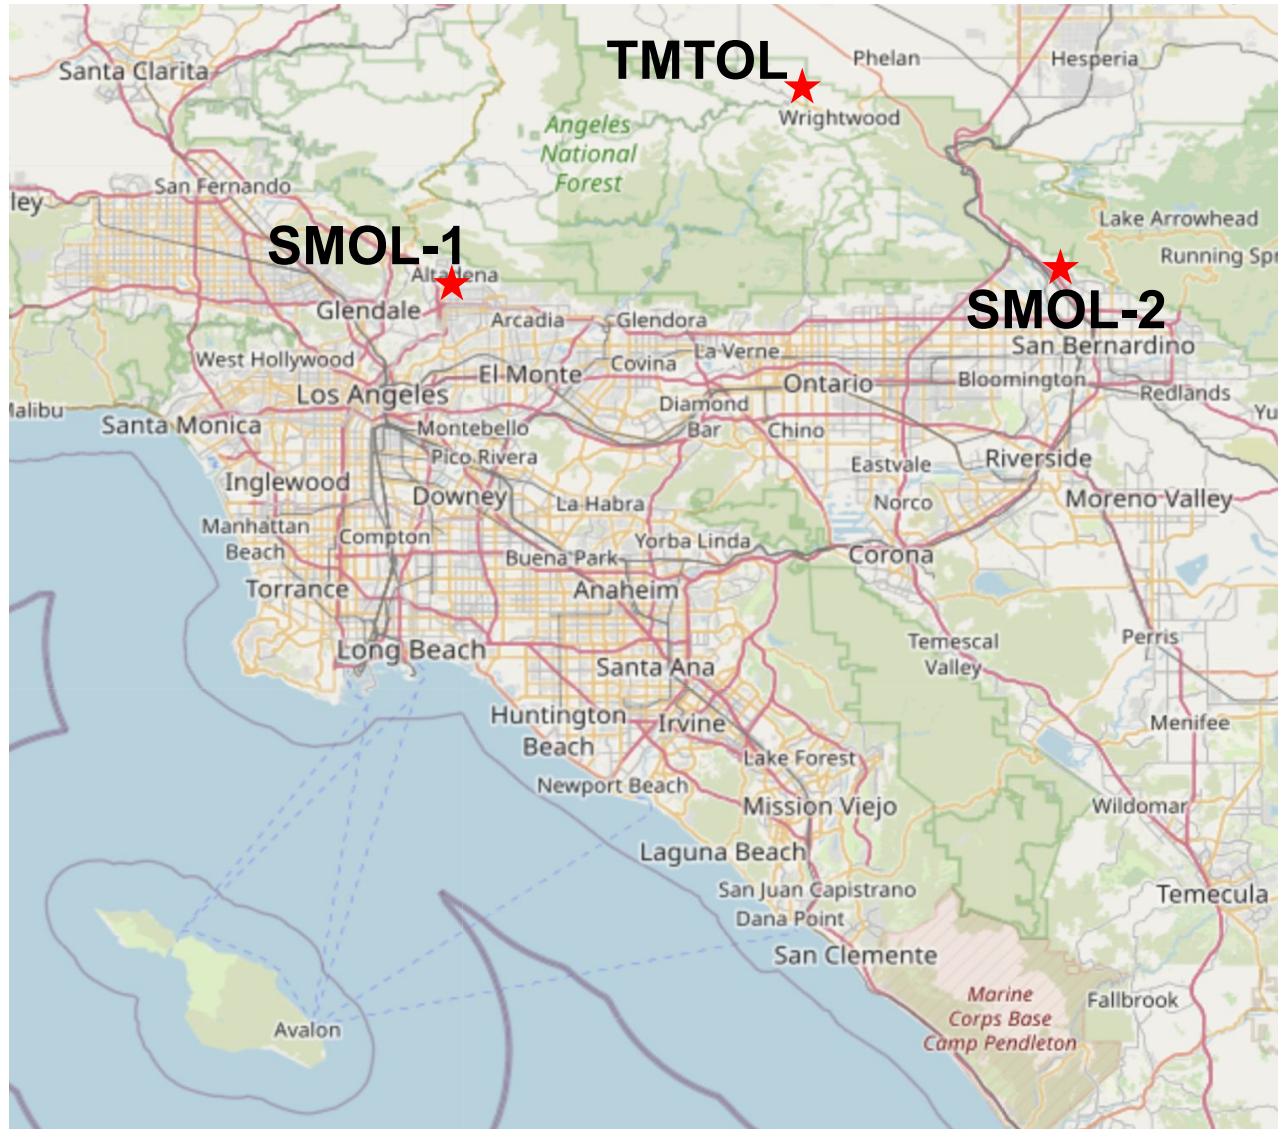 TMTOL
Phelan
Hesperia
Santa Clarita
Wrightwood
Angeles
National
Forest
San Fernando
ley
Lake Arrowhead
Running Spr
SMOL-1
Altadena
SMOL-2
Glendale
Arcadia
Glendora
San Bernardino
West Hollywood
La Verne
Covina
El Monte
Ontario
Bloomington
Redlands
Los Angeles
Diamond
Bar
Malibu
Yu
Santa Monica
Montebello
Chino
Pico Rivera
Eastvale
Riverside
Inglewood
Downey
La Habra
Norco
Moreno Valley
Manhattan
Beach
Compton
Buena Park
Yorba Linda
Corona
Torrance
Anaheim
Long Beach
Temescal
Valley
Perris
Santa Ana
Huntington
Beach
Irvine
Menifee
Lake Forest
Newport Beach
Mission Viejo
Wildomar
Laguna Beach
San Juan Capistrano
Temecula
Dana Point
San Clemente
Marine
Corps Base
Camp Pendleton
Fallbrook
Avalon